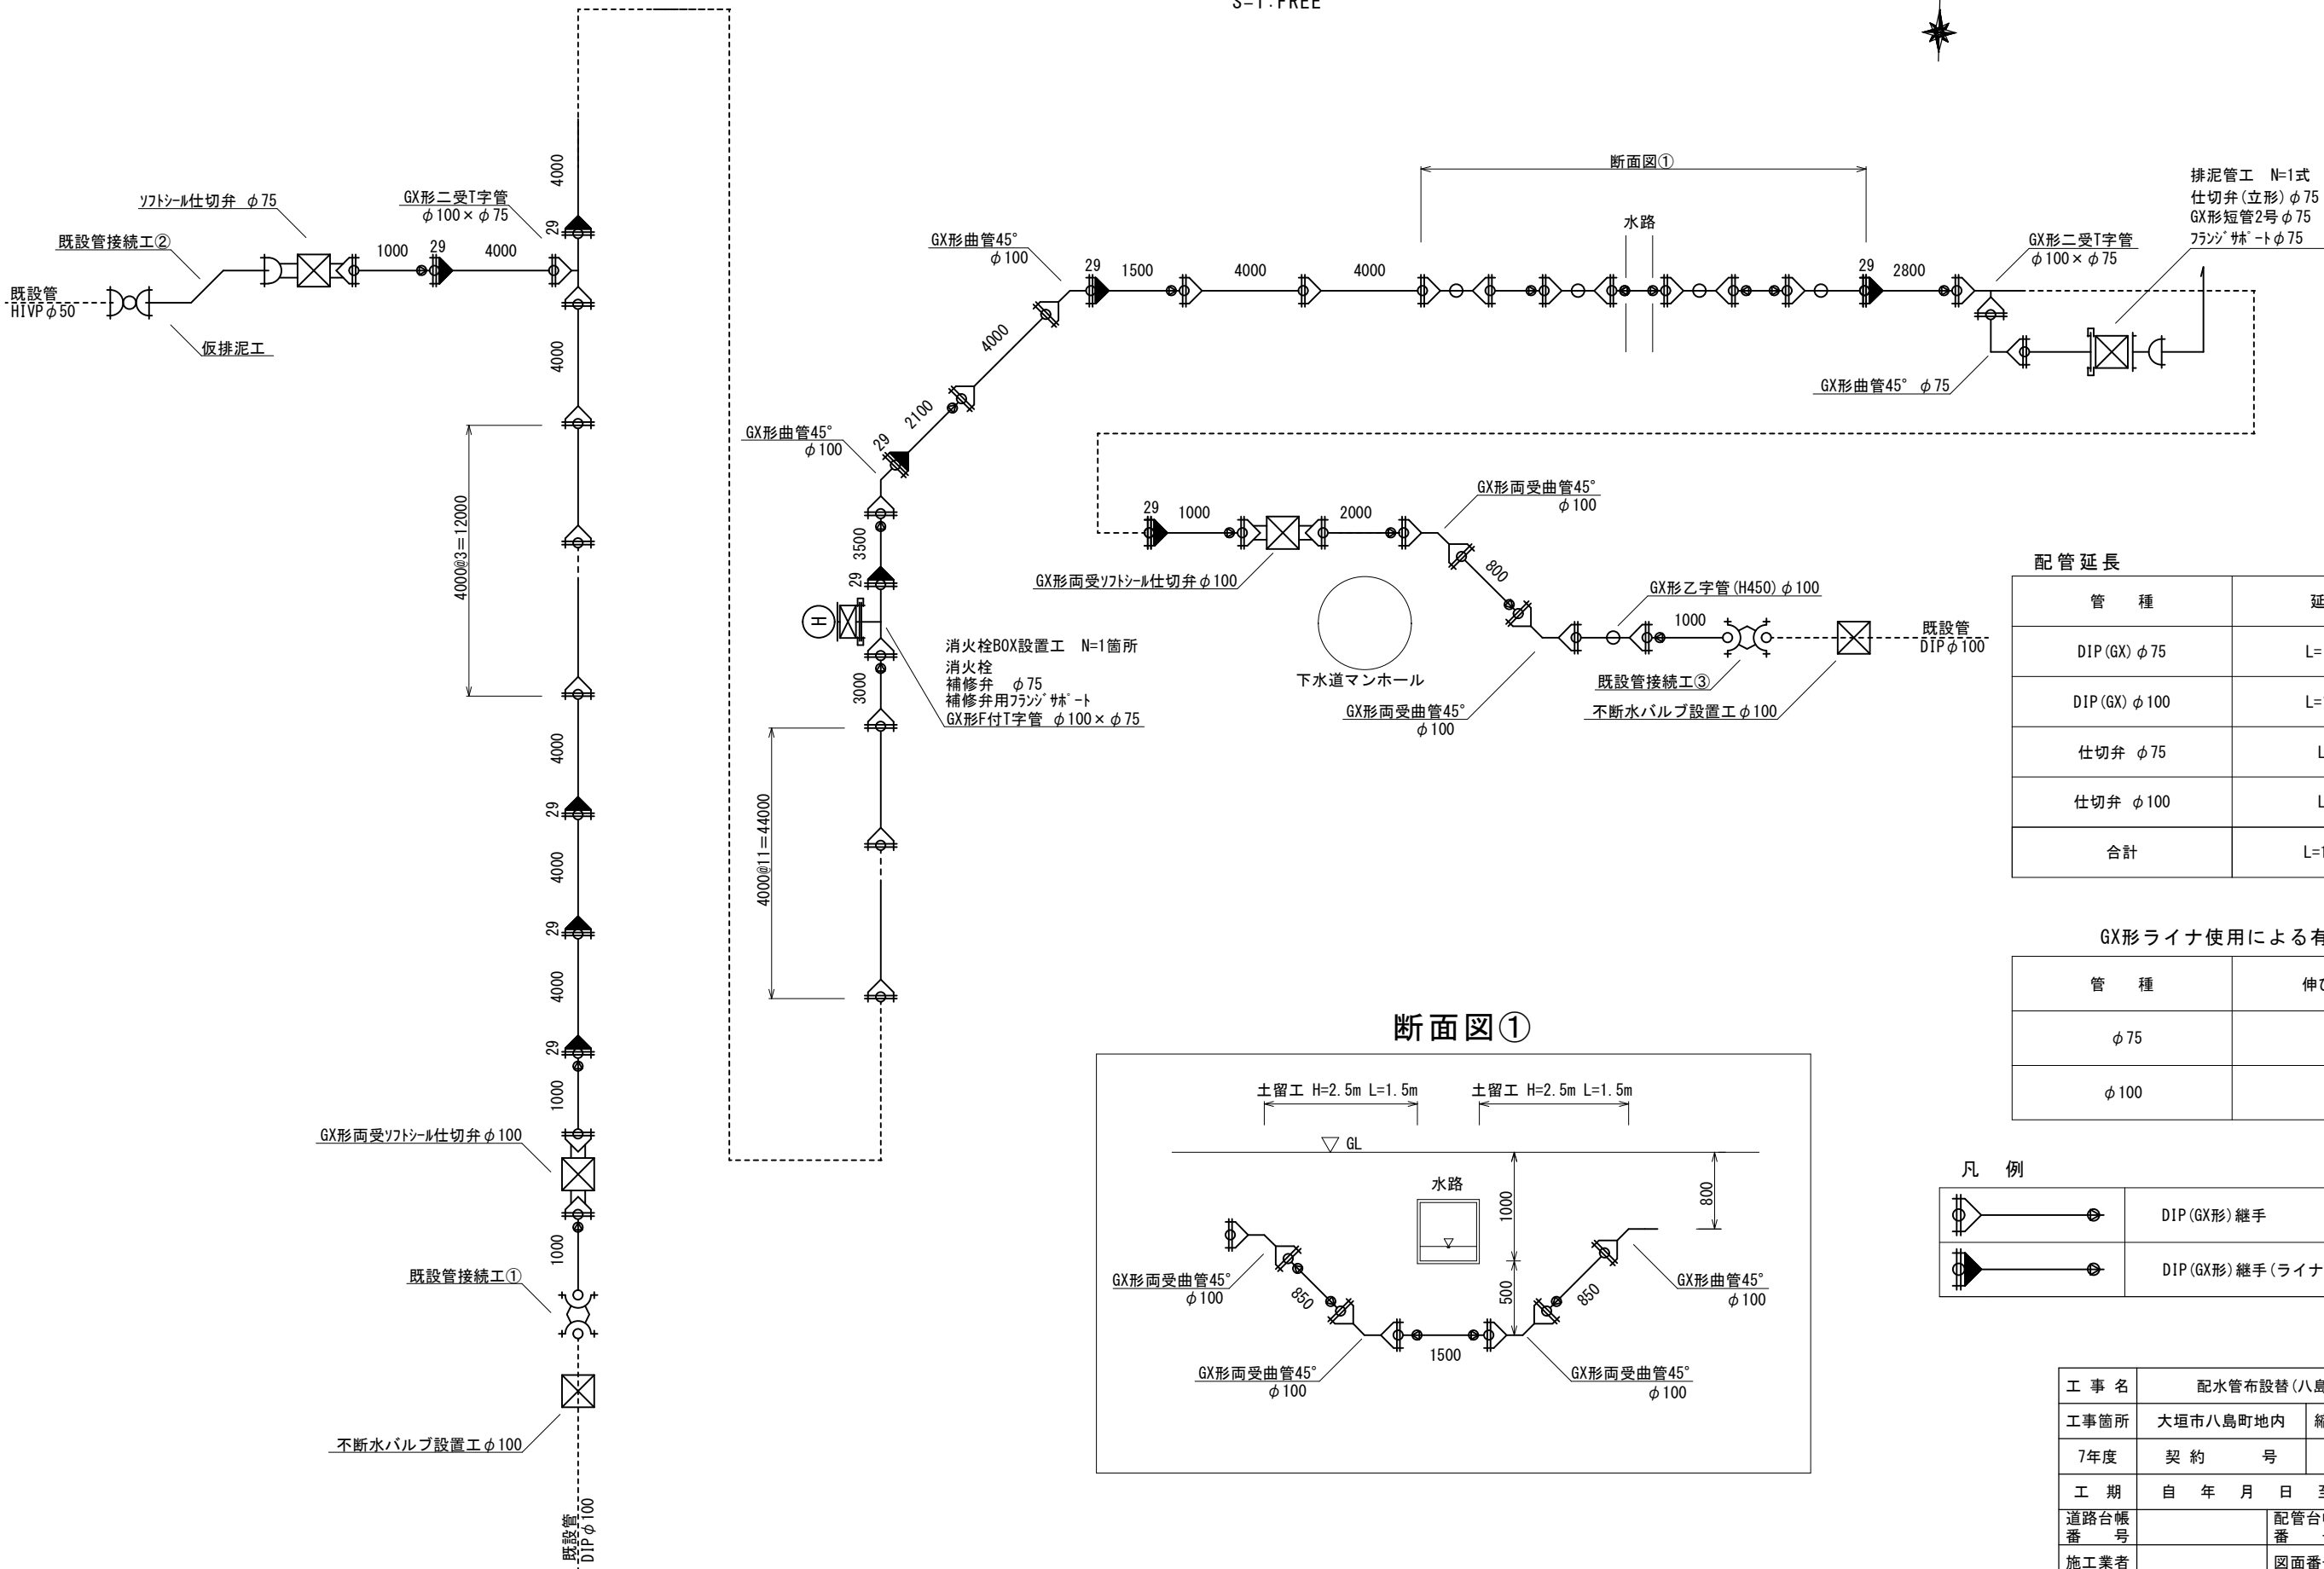 S=1:FREE
ソフトシール仕切弁 φ75
既設管接続工②
既設管
HIVPφ50
仮排泥工
GX形二受T字管
φ100×φ75
1000
29
4000
4000
29
4000
4000@3=12000
4000
29
4000
29
4000
29
1000
GX形両受ソフトシール仕切弁φ100
1000
既設管接続工①
不断水バルブ設置工φ100
既設管
DIPφ100
4000@11=44000
3000
29
3500
H
消火栓BOX設置工 N=1箇所
消火栓
補修弁 φ75
補修弁用フランジサポート
GX形F付T字管 φ100×φ75
GX形曲管45°
φ100
29
2100
4000
GX形曲管45°
φ100
29
1500
4000
4000
断面図①
水路
29
2800
GX形二受T字管
φ100×φ75
排泥管工 N=1式
仕切弁(立形)φ75
GX形短管2号φ75
フランジサポートφ75
GX形曲管45° φ75
29
1000
GX形両受ソフトシール仕切弁φ100
2000
GX形両受曲管45°
φ100
800
下水道マンホール
GX形両受曲管45°
φ100
GX形乙字管(H450)φ100
1000
既設管接続工③
不断水バルブ設置工φ100
既設管
DIPφ100
配管延長
管 種
DIP(GX)φ75
L=
DIP(GX)φ100
L=
仕切弁 φ75
L
仕切弁 φ100
L
合計
L=1
GX形ライナ使用による有
管 種
φ75
φ100
断面図①
土留工 H=2.5m L=1.5m
土留工 H=2.5m L=1.5m
GL
水路
1000
800
500
GX形両受曲管45°
φ100
850
GX形両受曲管45°
φ100
1500
GX形両受曲管45°
φ100
850
GX形曲管45°
φ100
凡 例
DIP(GX形)継手
DIP(GX形)継手(ライナ
工 事 名 配水管布設替(八島
工事箇所 大垣市八島町地内
7年度 契 約 号
工 期 自 年 月 日
道路台帳
番 号
配管台
番
施工業者
図面番